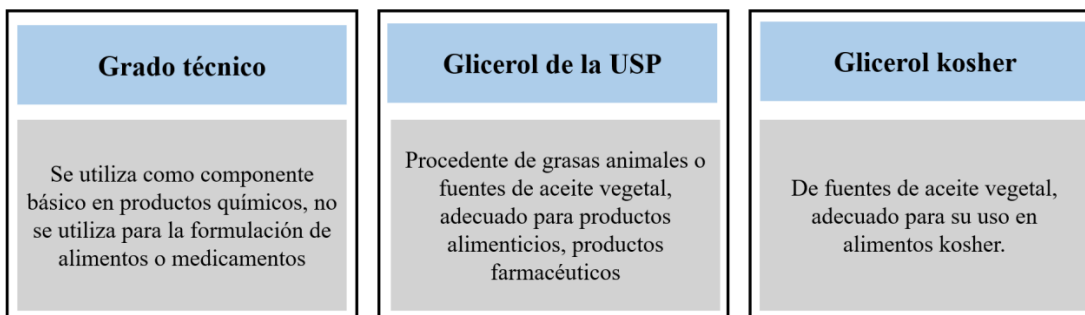 Grado técnico
Se utiliza como componente
básico en productos químicos, no
se utiliza para la formulación de
alimentos o medicamentos
Glicerol de la USP
Procedente de grasas animales o
fuentes de aceite vegetal,
adecuado para productos
alimenticios, productos
farmacéuticos
Glicerol kosher
De fuentes de aceite vegetal,
adecuado para su uso en
alimentos kosher.